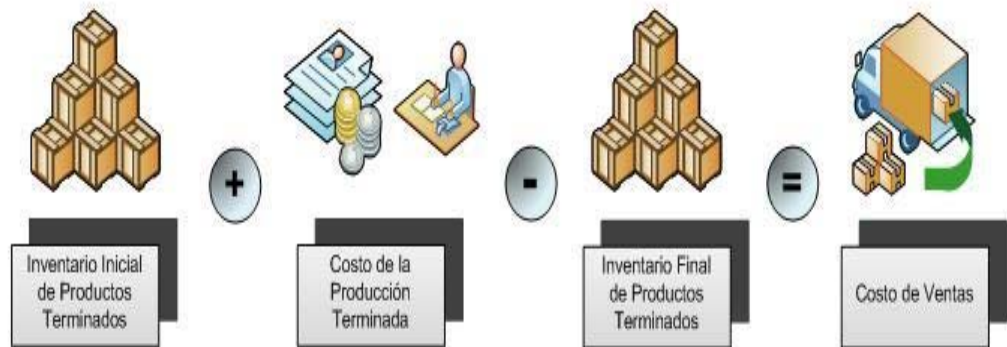 +
-
=
Inventario Inicial
de Productos
Terminados
Costo de la
Producción
Terminada
Inventario Final
de Productos
Terminados
Costo de Ventas